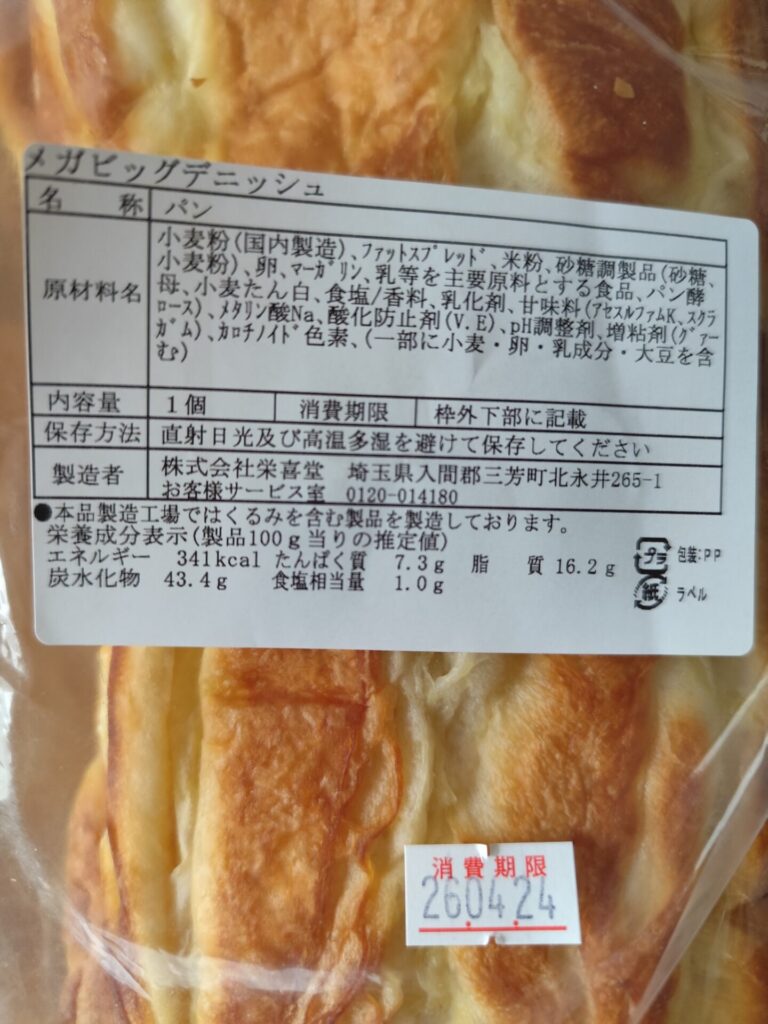 メガビッグデニッシュ
名 称 パン
原材料名 小麦粉(国内製造)、ファットスプレッド、米粉、砂糖調製品(砂糖、
小麦粉)、卵、マーガリン、乳等を主要原料とする食品、パン酵
母、小麦たん白、食塩/香料、乳化剤、甘味料(アセスルファムK、スクラ
ロース)、メタリン酸Na、酸化防止剤(V.E)、pH調整剤、増粘剤(グァー
ガム)、カロチノイド色素、(一部に小麦・卵・乳成分・大豆を含
む)
内容量 1個 消費期限 枠外下部に記載
保存方法 直射日光及び高温多湿を避けて保存してください
製造者 株式会社栄喜堂 埼玉県入間郡三芳町北永井265-1
お客様サービス室 0120-014180
●本品製造工場ではくるみを含む製品を製造しております。
栄養成分表示(製品100g当りの推定値)
エネルギー 341kcal たんぱく質 7.3g 脂 質 16.2g
炭水化物 43.4g 食塩相当量 1.0g
プラ 包装:PP
紙 ラベル
消費期限
260424